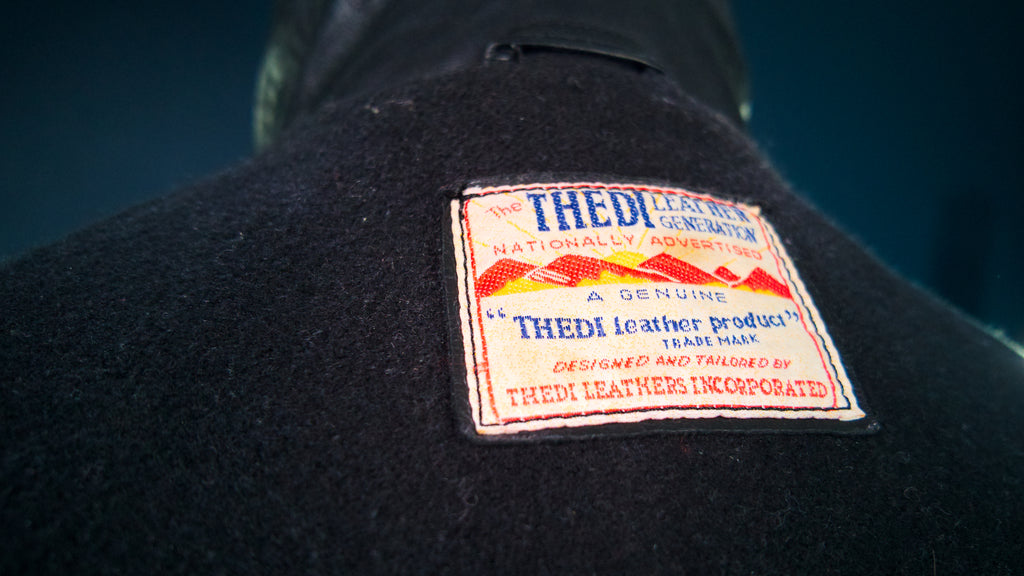 The THEDI LEATHER
GENERATION
NATIONALLY ADVERTISED
A GENUINE
"THEDI leather product"
TRADE MARK
DESIGNED AND TAILORED BY
THEDI LEATHERS INCORPORATED